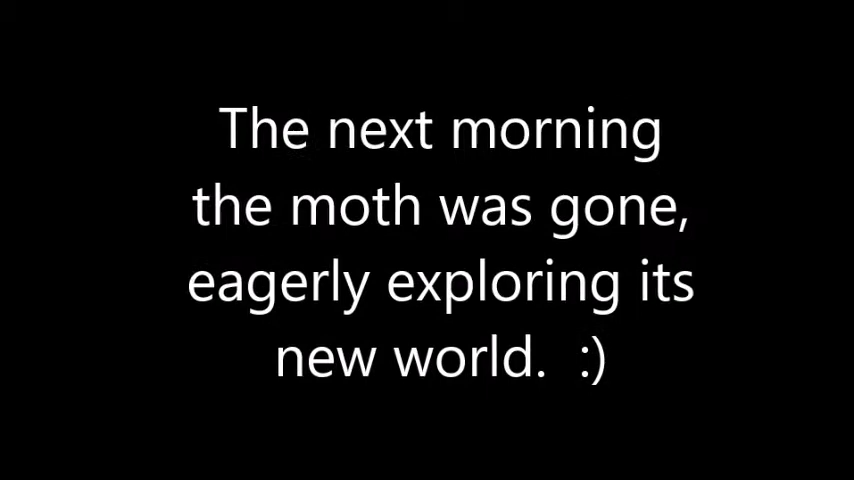 The next morning
the moth was gone,
eagerly exploring its
new world.  :)